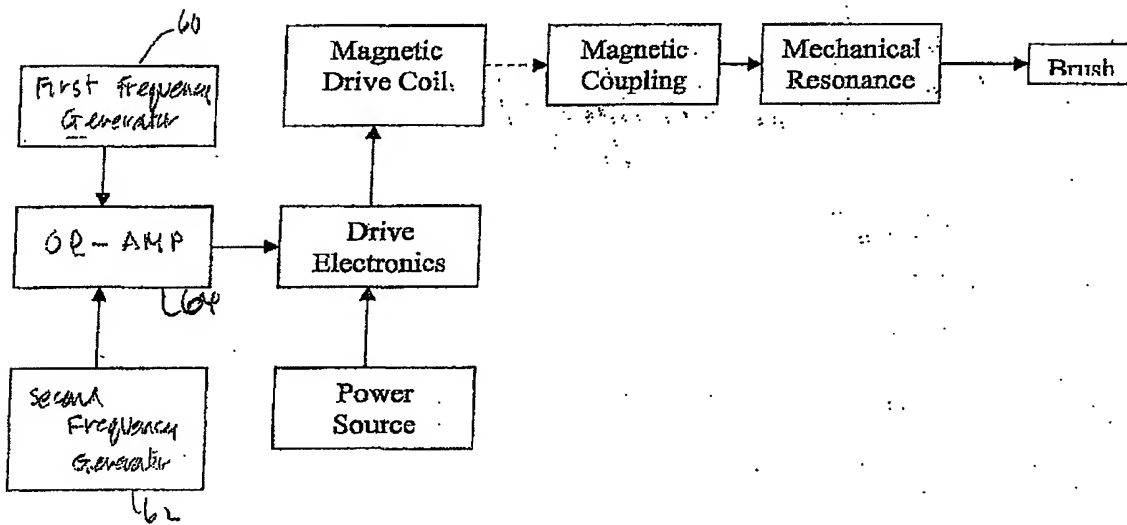 60
First Frequency
Generator
Magnetic
Drive Coil
Magnetic
Coupling
Mechanical
Resonance
Brush
OP-AMP
64
Drive
Electronics
Second
Frequency
Generator
62
Power
Source